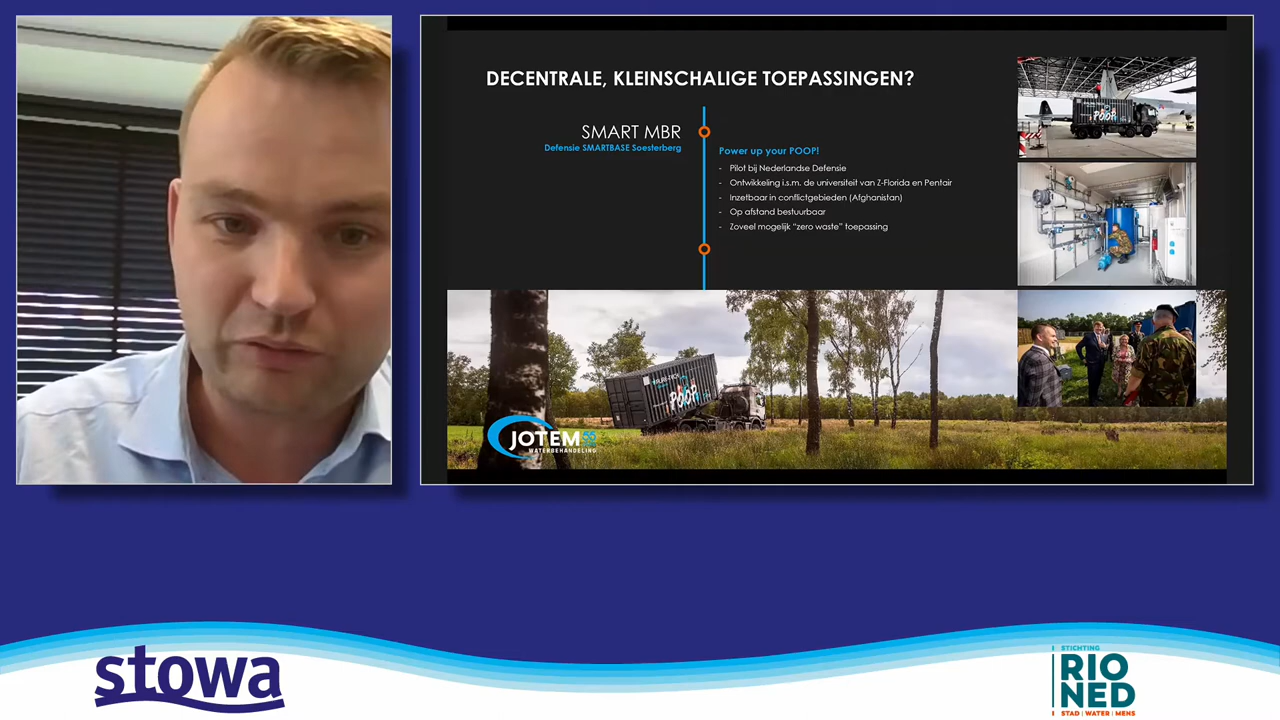 DECENTRALE, KLEINSCHALIGE TOEPASSINGEN?
SMART MBR
Defensie SMARTBASE Soesterberg
Power up your POOP!
- Pilot bij Nederlandse Defensie
- Ontwikkeling i.s.m. de universiteit van Z-Florida en Pentair
- Inzetbaar in conflictgebieden (Afghanistan)
- Op afstand bestuurbaar
- Zoveel mogelijk “zero waste” toepassing
POOP
POOP
JOTEM
WATERBEHANDELING
stowa
STICHTING
RIO
NED
STAD | WATER | MENS